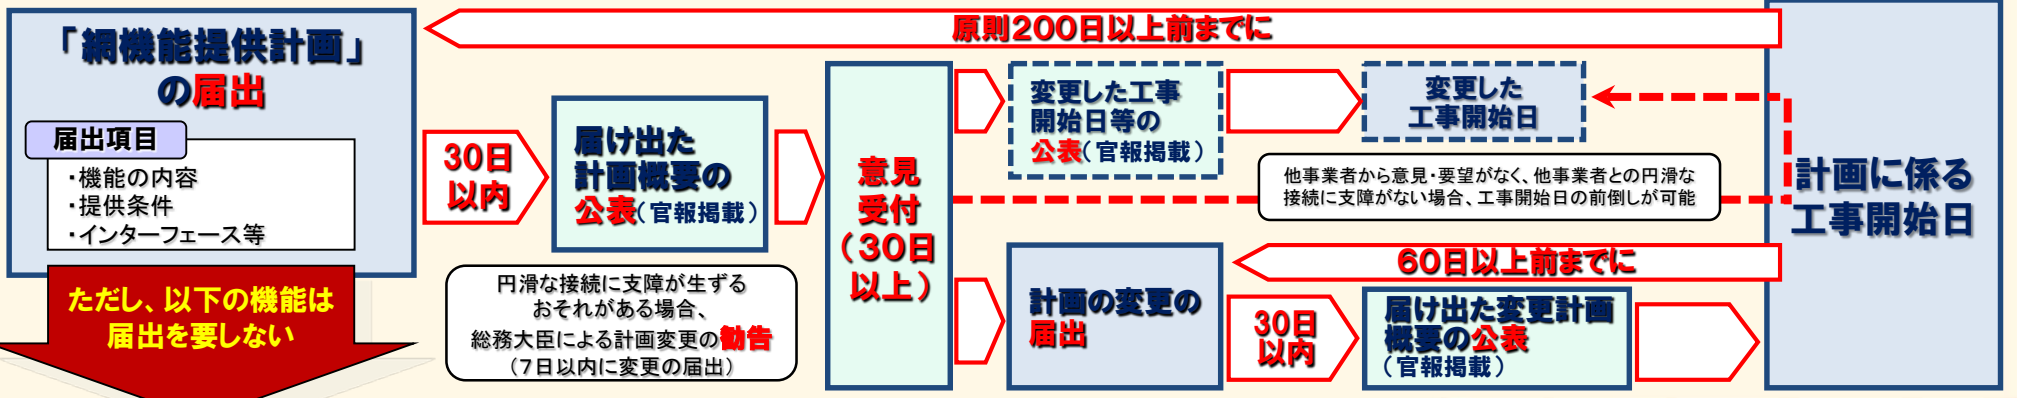 「網機能提供計画」
の届出
届出項目
・機能の内容
・提供条件
・インターフェース等
ただし、以下の機能は
届出を要しない
原則200日以上前までに
30日
以内
届け出た
計画概要の
公表(官報掲載)
円滑な接続に支障が生ずる
おそれがある場合、
総務大臣による計画変更の勧告
(7日以内に変更の届出)
意見
受付
(30日
以上)
変更した工事
開始日等の
公表(官報掲載)
変更した
工事開始日
他事業者から意見・要望がなく、他事業者との円滑な
接続に支障がない場合、工事開始日の前倒しが可能
計画の変更の
届出
60日以上前までに
30日
以内
届け出た変更計画
概要の公表
(官報掲載)
計画に係る
工事開始日